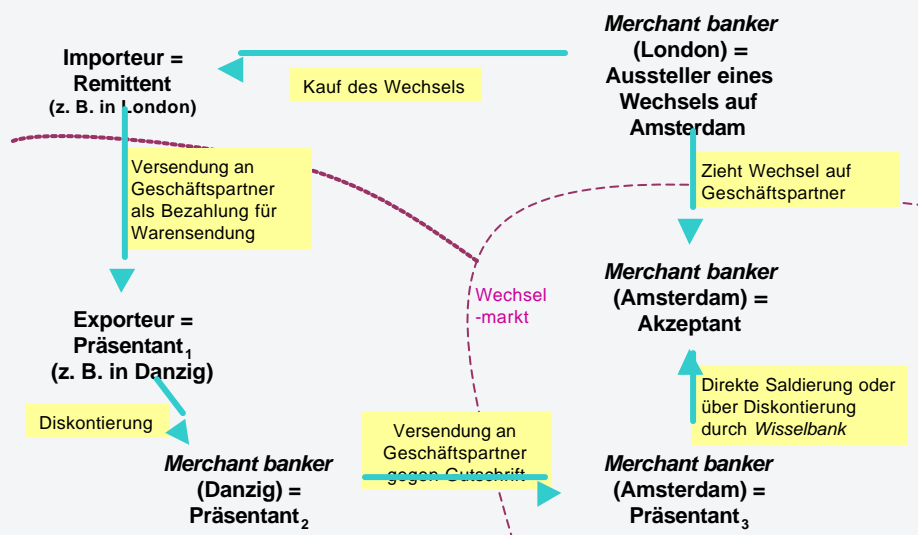 Importeur =
Remittent
(z. B. in London)
Kauf des Wechsels
Merchant banker
(London) =
Aussteller eines
Wechsels auf
Amsterdam
Versendung an
Geschäftspartner
als Bezahlung für
Warensendung
Zieht Wechsel auf
Geschäftspartner
Wechsel
-markt
Merchant banker
(Amsterdam) =
Akzeptant
Exporteur =
Präsentant₁
(z. B. in Danzig)
Direkte Saldierung oder
über Diskontierung
durch Wisselbank
Diskontierung
Versendung an
Geschäftspartner
gegen Gutschrift
Merchant banker
(Danzig) =
Präsentant₂
Merchant banker
(Amsterdam) =
Präsentant₃